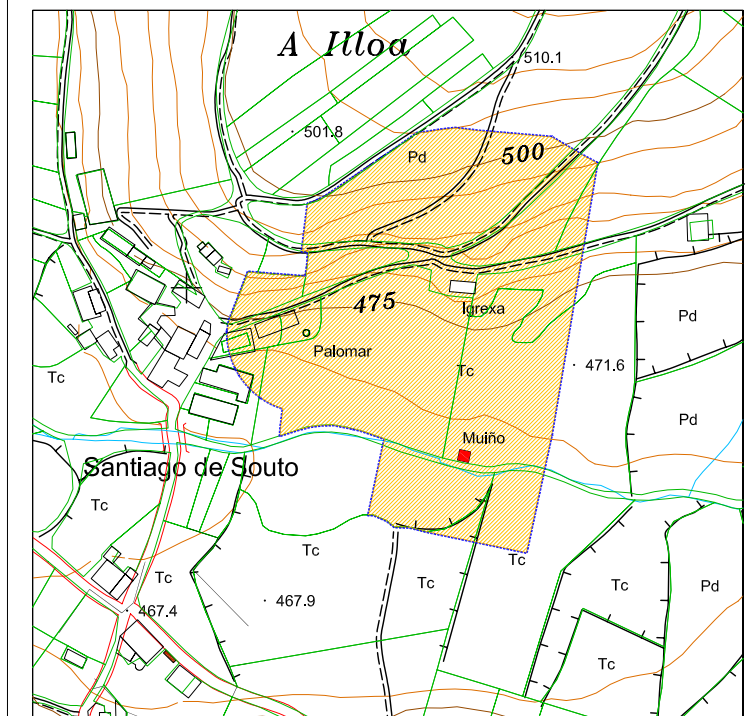 A Illoa
510.1
501.8
Pd
500
475
Igrexa
Pd
Palomar
471.6
Tc
Tc
Pd
Muiño
Santiago de Souto
Tc
Tc
Tc
Tc
Tc
Tc
Pd
467.4
467.9
Tc